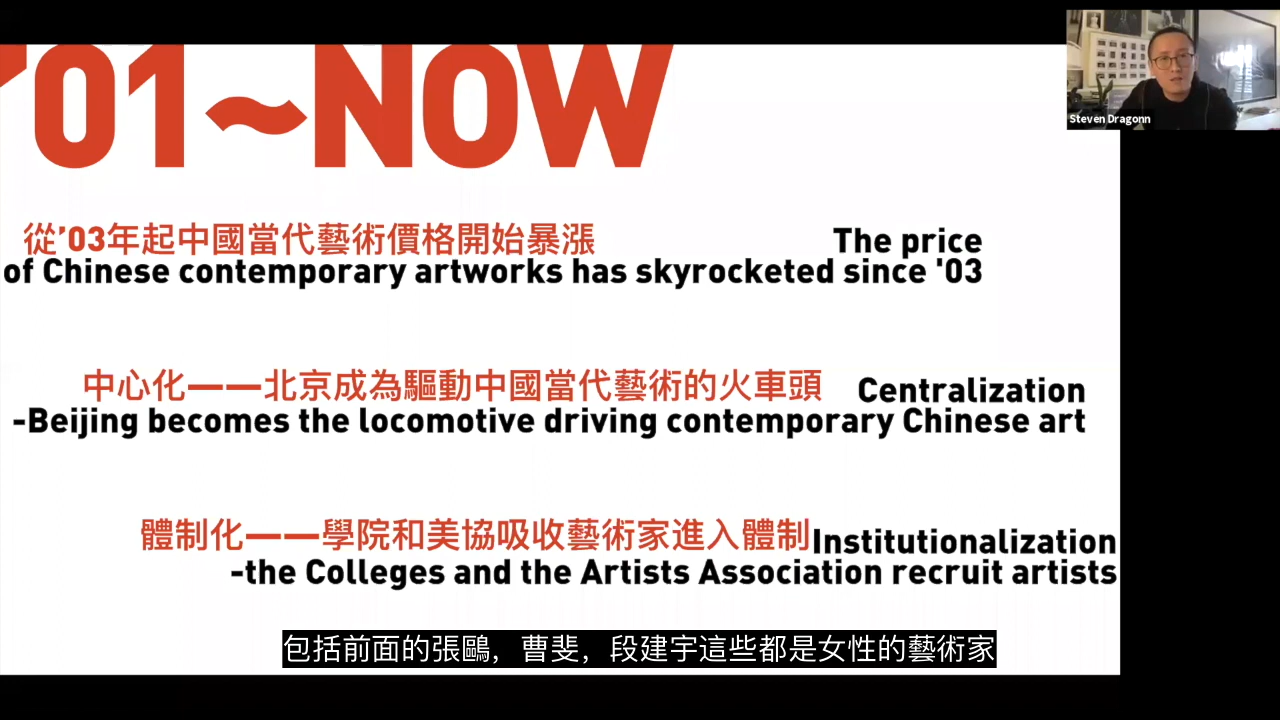 '01~NOW
Steven Dragonn
從’03年起中國當代藝術價格開始暴漲
The price
of Chinese contemporary artworks has skyrocketed since '03
中心化——北京成為驅動中國當代藝術的火車頭
Centralization
-Beijing becomes the locomotive driving contemporary Chinese art
體制化——學院和美協吸收藝術家進入體制
Institutionalization
-the Colleges and the Artists Association recruit artists
包括前面的張鷗，曹斐，段建宇這些都是女性的藝術家